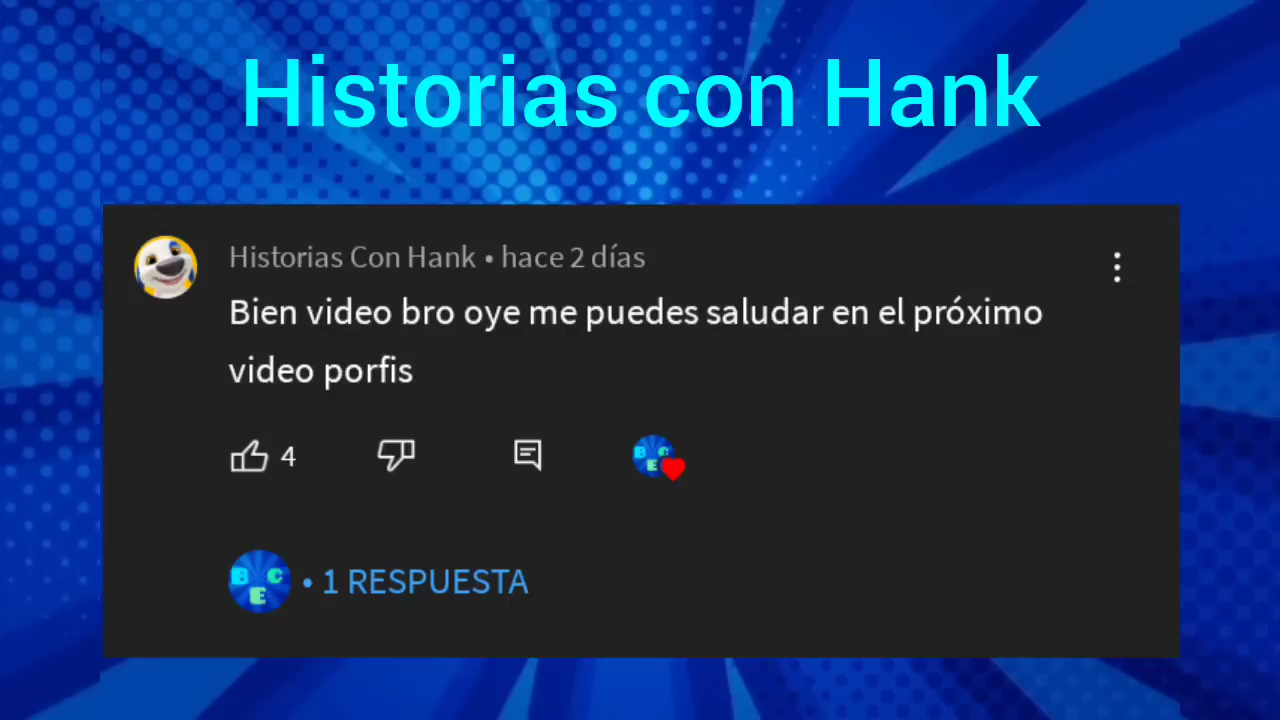 Historias con Hank
Historias Con Hank • hace 2 días
Bien video bro oye me puedes saludar en el próximo
video porfis
4
B C
E
B C
E
• 1 RESPUESTA